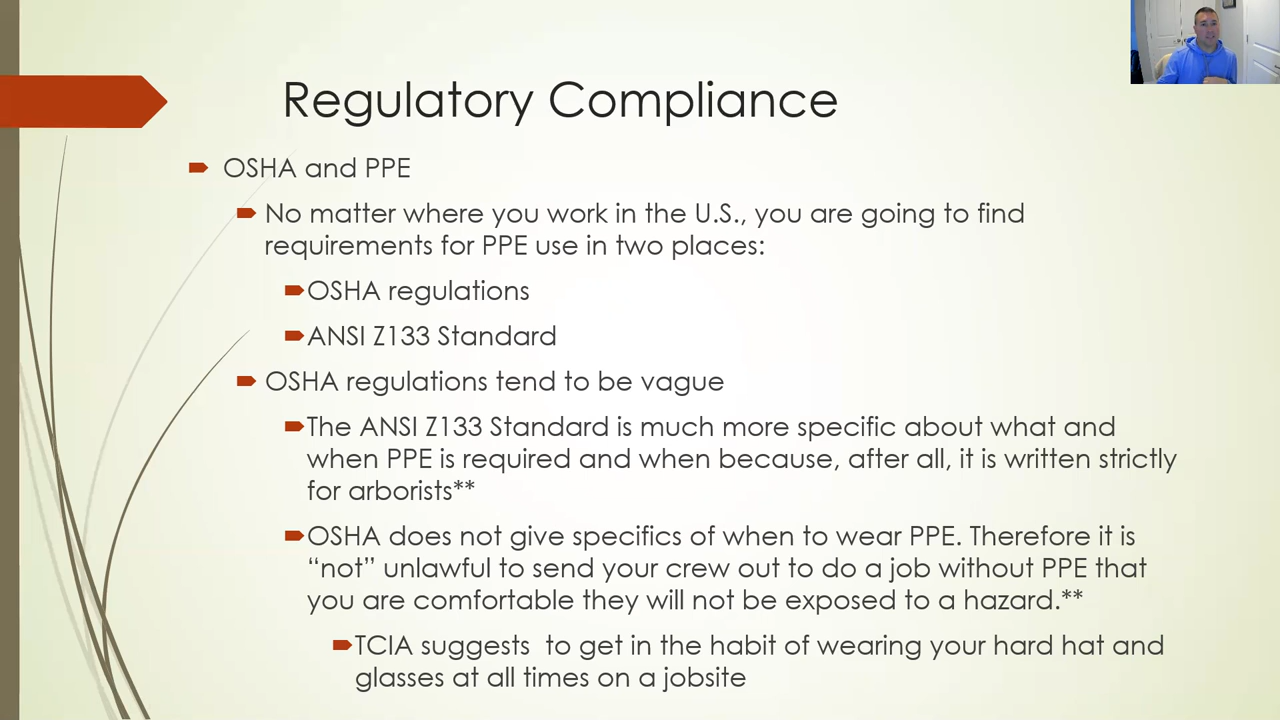 Regulatory Compliance
OSHA and PPE
No matter where you work in the U.S., you are going to find
requirements for PPE use in two places:
OSHA regulations
ANSI Z133 Standard
OSHA regulations tend to be vague
The ANSI Z133 Standard is much more specific about what and
when PPE is required and when because, after all, it is written strictly
for arborists**
OSHA does not give specifics of when to wear PPE. Therefore it is
“not” unlawful to send your crew out to do a job without PPE that
you are comfortable they will not be exposed to a hazard.**
TCIA suggests  to get in the habit of wearing your hard hat and
glasses at all times on a jobsite